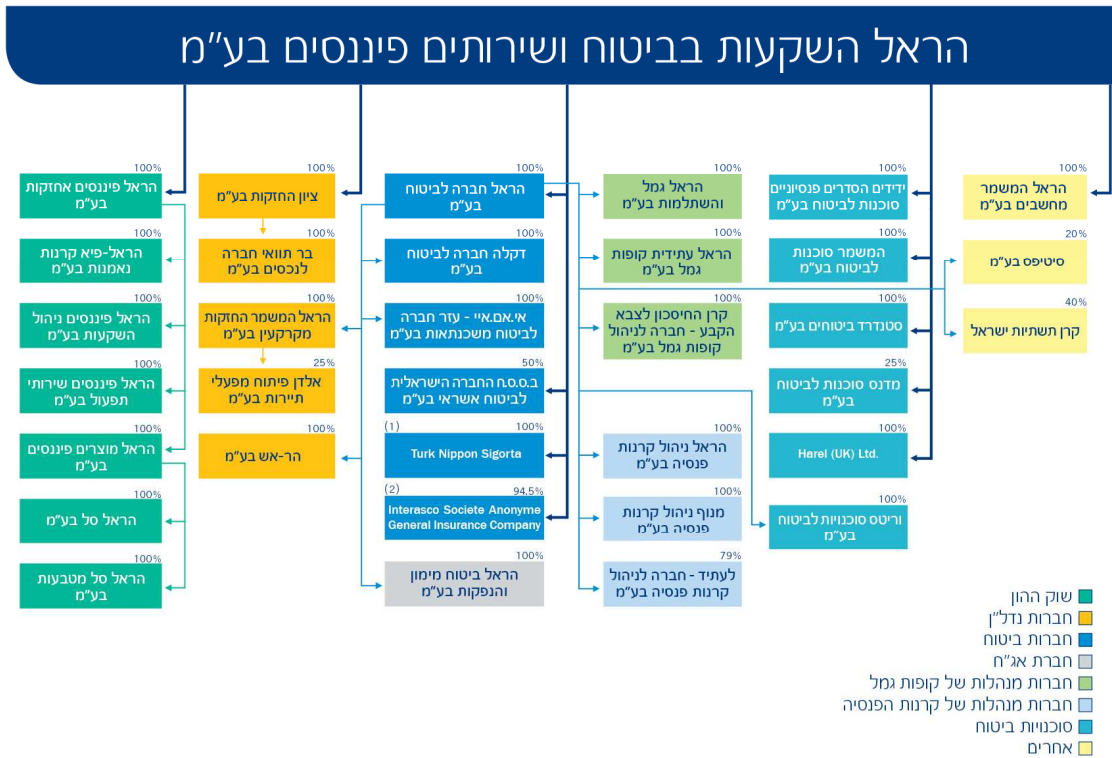 הראל השקעות בביטוח ושירותים פיננסים בע"מ
100%
הראל המשמר
מחשבים בע"מ
20%
סיטיפס בע"מ
40%
קרן תשתיות ישראל
100%
ידידים הסדרים פנסיוניים
סוכנות לביטוח בע"מ
100%
המשמר סוכנות
לביטוח בע"מ
100%
סטנדרד ביטוחים בע"מ
25%
מדנס סוכנות לביטוח
בע"מ
100%
Harel (UK) Ltd.
100%
וריטס סוכנויות לביטוח
בע"מ
100%
הראל גמל
והשתלמות בע"מ
100%
הראל עתידית קופות
גמל בע"מ
100%
קרן החיסכון לצבא
הקבע - חברה לניהול
קופות גמל בע"מ
100%
הראל ניהול קרנות
פנסיה בע"מ
100%
מנוף ניהול קרנות
פנסיה בע"מ
79%
לעתיד - חברה לניהול
קרנות פנסיה בע"מ
100%
הראל חברה לביטוח
בע"מ
100%
דקלה חברה לביטוח
בע"מ
100%
אי.אם.איי - עזר חברה
לביטוח משכנתאות בע"מ
50%
ב.ס.ס.ח החברה הישראלית
לביטוח אשראי בע"מ
(1) 100%
Turk Nippon Sigorta
(2) 94.5%
Interasco Societe Anonyme
General Insurance Company
100%
הראל ביטוח מימון
והנפקות בע"מ
100%
ציון החזקות בע"מ
100%
בר תוואי חברה
לנכסים בע"מ
100%
הראל המשמר החזקות
מקרקעין בע"מ
25%
אלדן פיתוח מפעלי
תיירות בע"מ
100%
הר-אש בע"מ
100%
הראל פיננסים אחזקות
בע"מ
100%
הראל-פיא קרנות
נאמנות בע"מ
100%
הראל פיננסים ניהול
השקעות בע"מ
100%
הראל פיננסים שירותי
תפעול בע"מ
100%
הראל מוצרים פיננסים
בע"מ
100%
הראל סל בע"מ
100%
הראל סל מטבעות
בע"מ
שוק ההון
חברות נדל"ן
חברות ביטוח
חברת אג"ח
חברות מנהלות של קופות גמל
חברות מנהלות של קרנות הפנסיה
סוכנויות ביטוח
אחרים